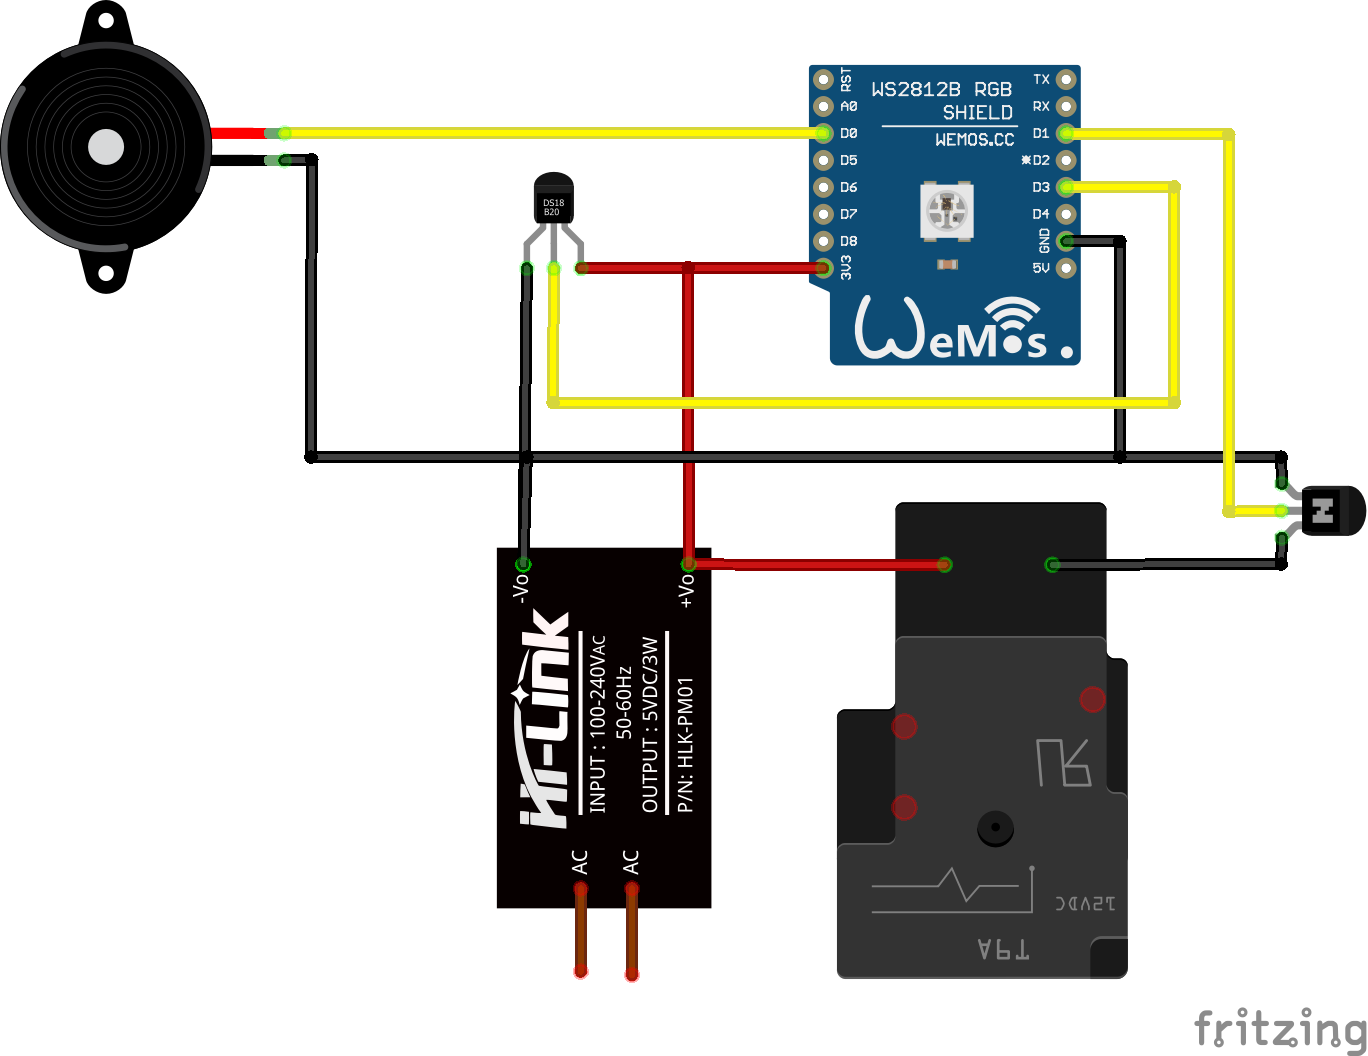 WS2812B RGB
SHIELD
WEMOS.CC
RST
A0
D0
D5
D6
D7
D8
3V3
TX
RX
D1
*D2
D3
D4
GND
5V
WeMos.
DS18
B20
N
-Vo
+Vo
Hi-Link
INPUT : 100-240VAC
50-60Hz
OUTPUT : 5VDC/3W
P/N: HLK-PM01
AC
AC
12VDC
T9A
fritzing